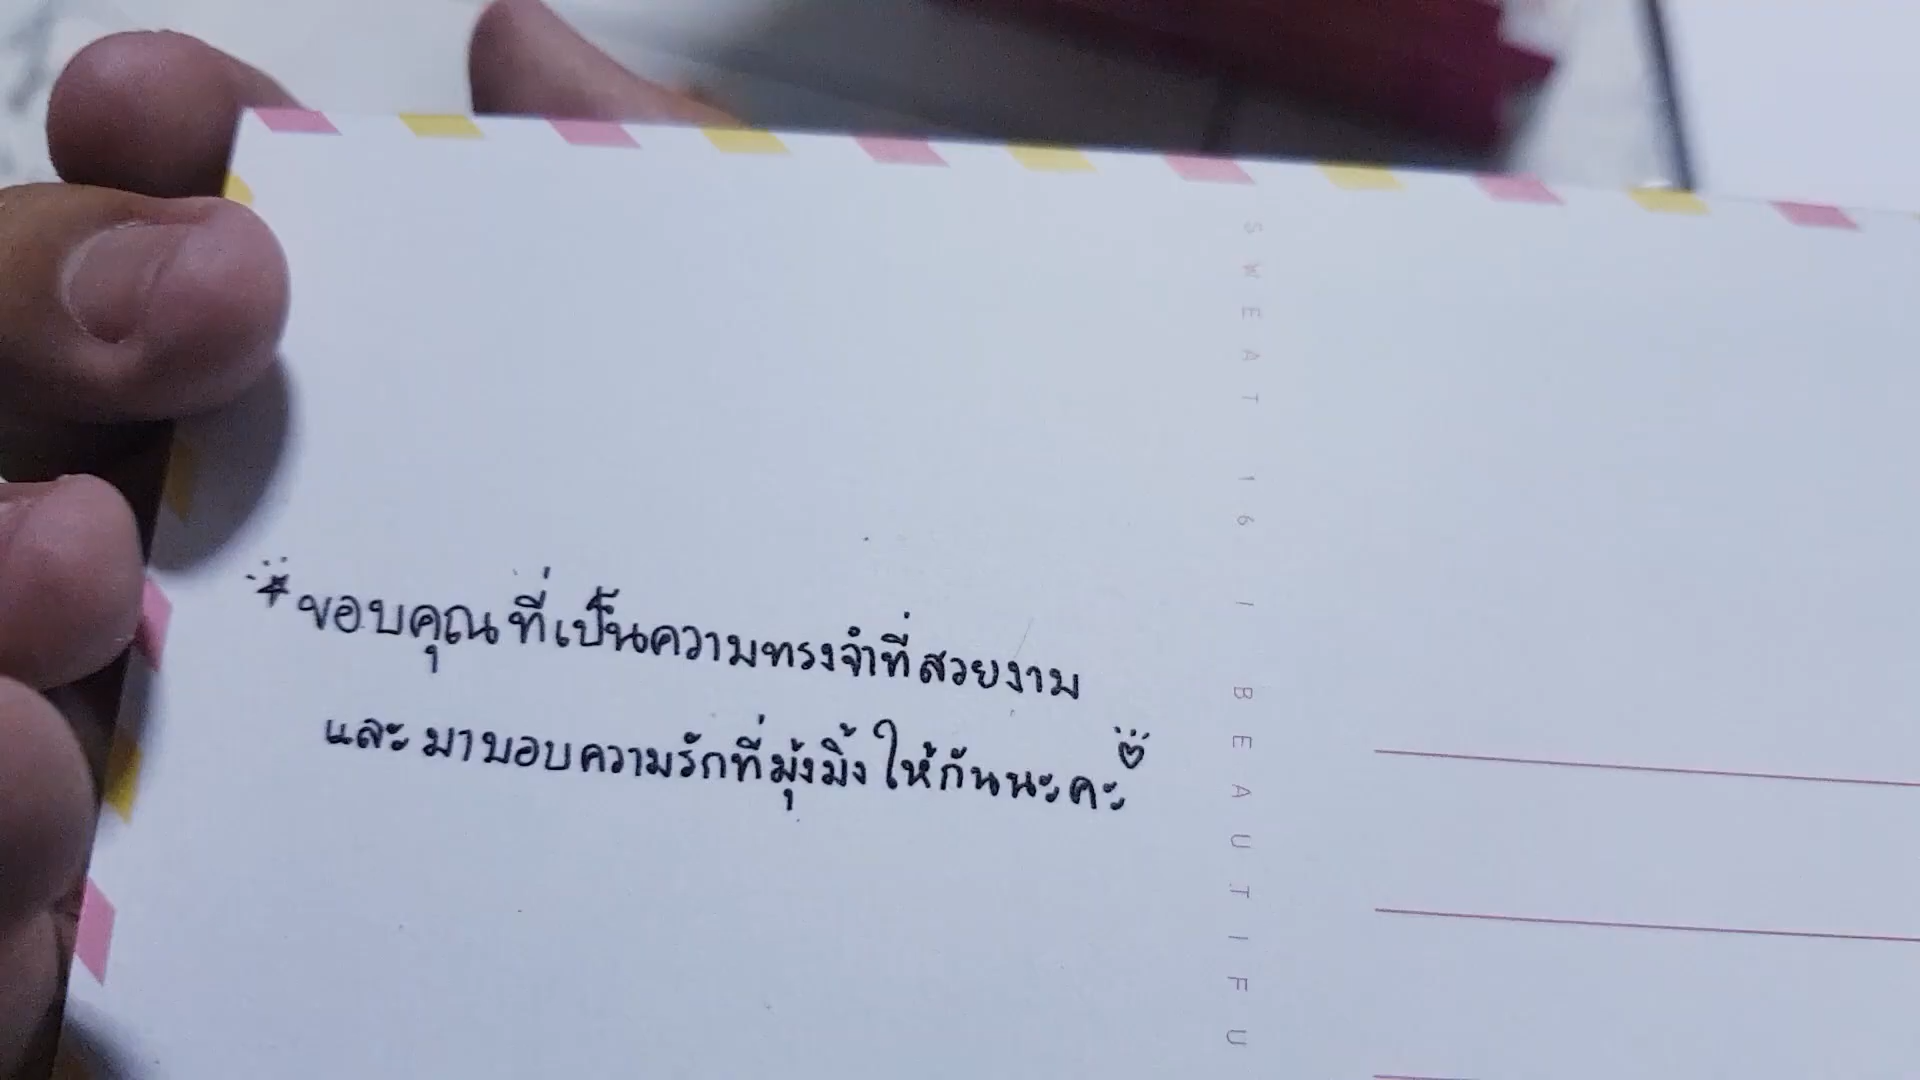 ขอบคุณที่เป็นความทรงจำที่สวยงาม
และมาบอบความรักที่มุ้งมิ้งให้กันนะคะ
SWEAT 16! BEAUTIFU